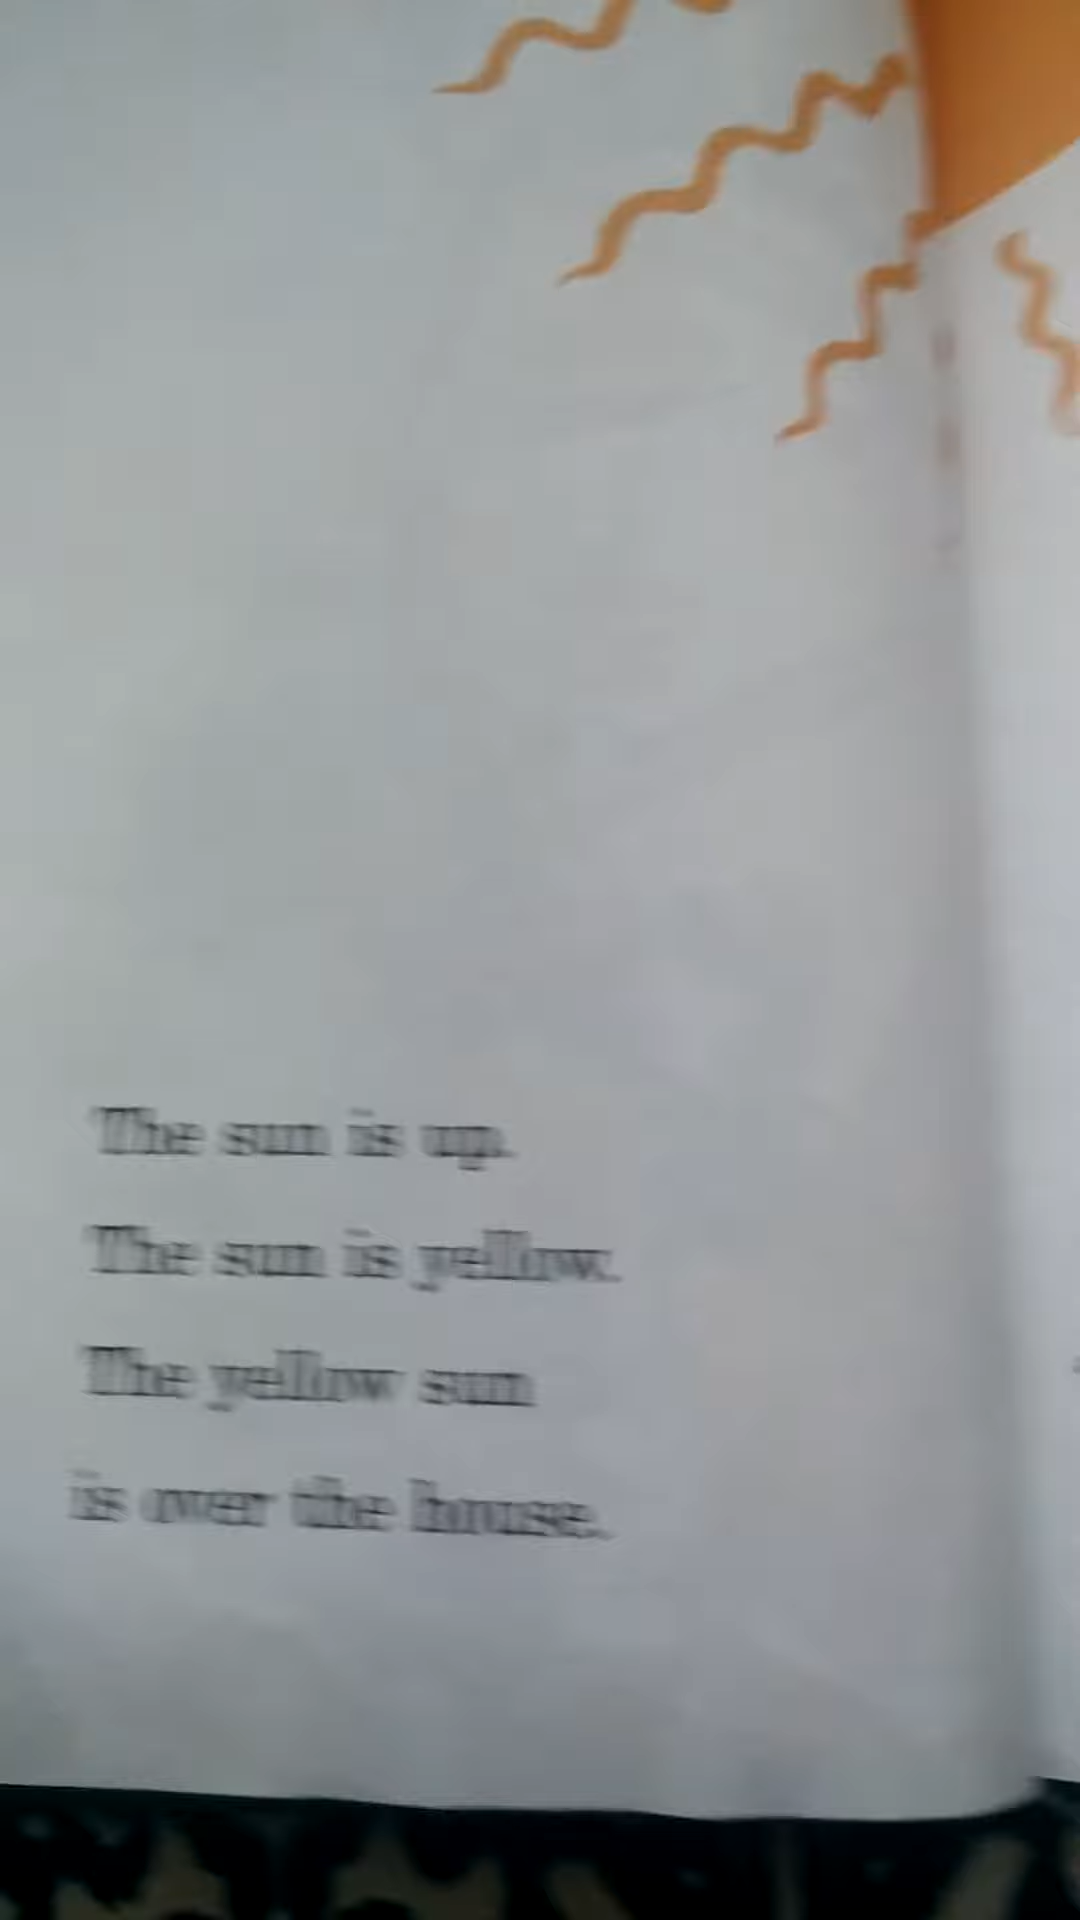 The sun is up.
The sun is yellow.
The yellow sun
is over the house.